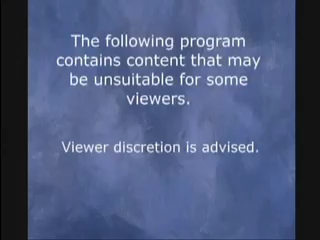 The following program
contains content that may
be unsuitable for some
viewers.
Viewer discretion is advised.